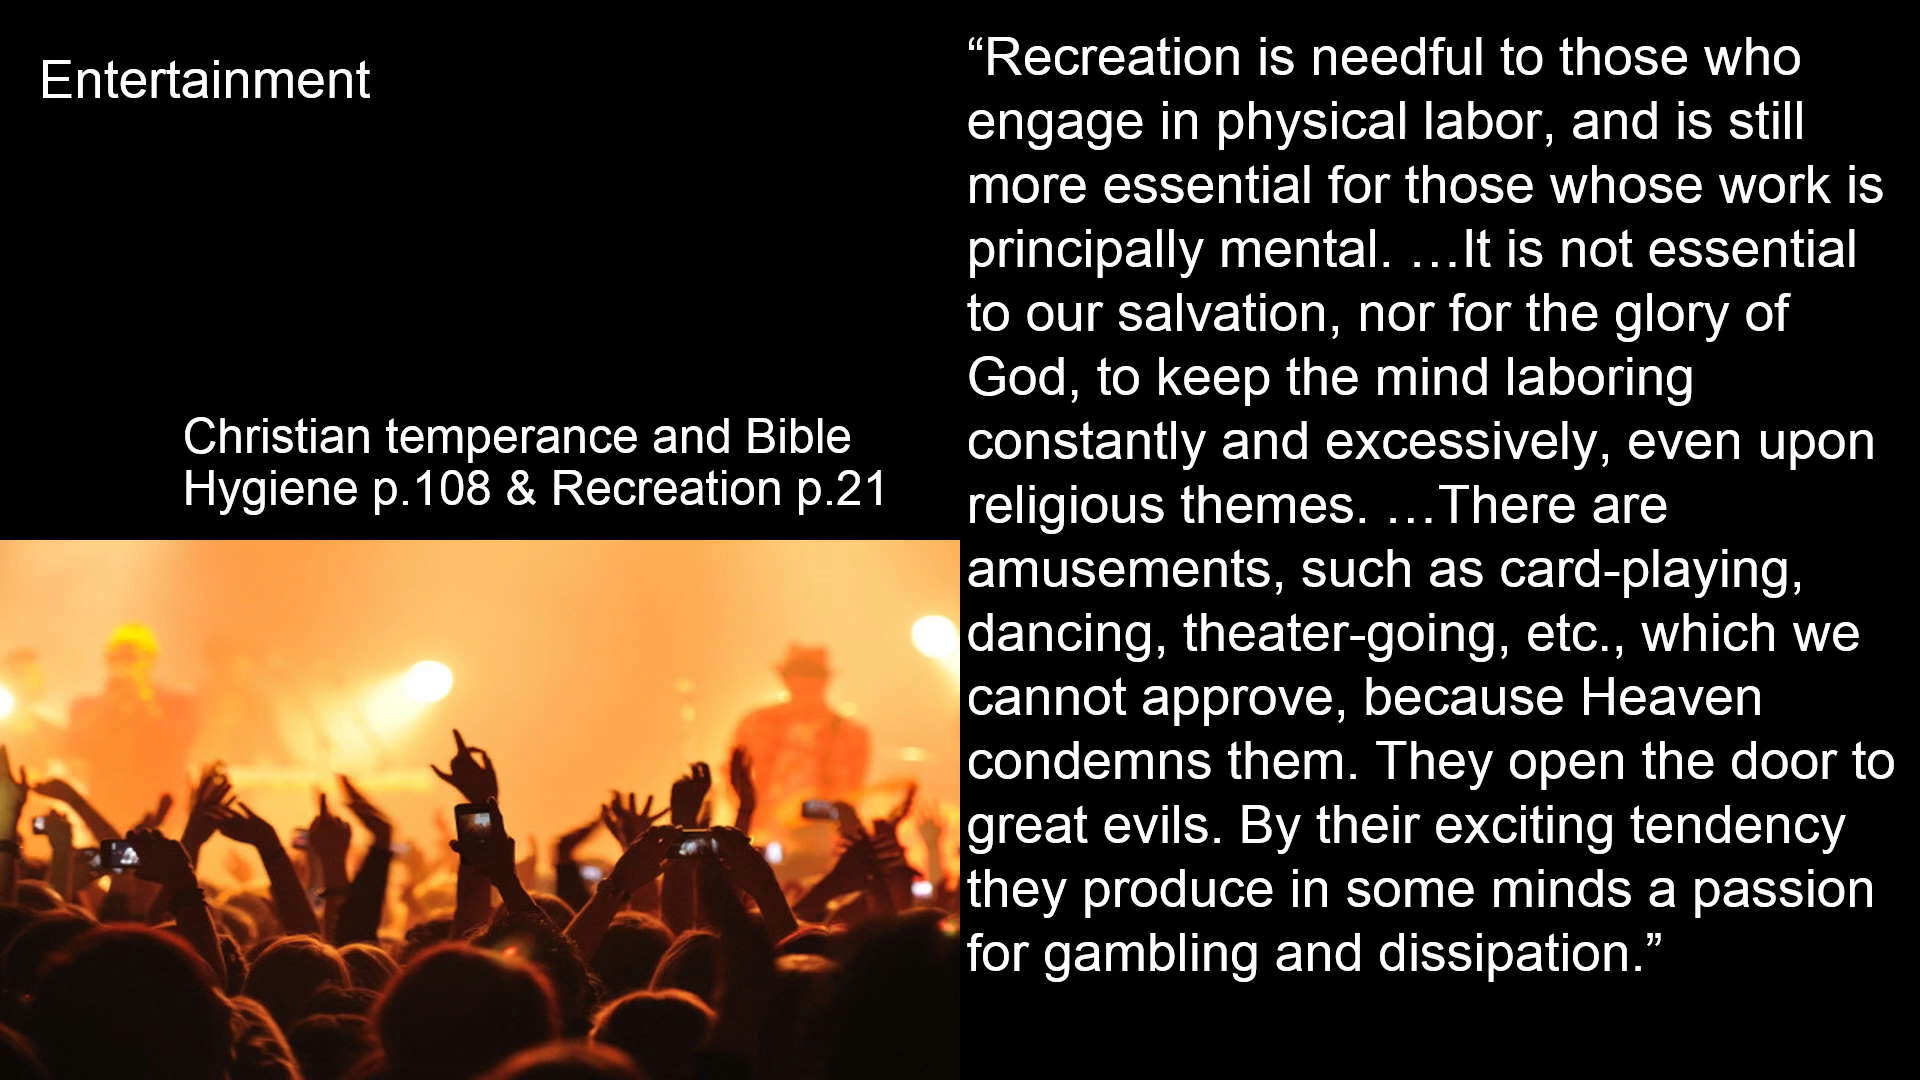 Entertainment
Christian temperance and Bible
Hygiene p.108 & Recreation p.21
“Recreation is needful to those who
engage in physical labor, and is still
more essential for those whose work is
principally mental. …It is not essential
to our salvation, nor for the glory of
God, to keep the mind laboring
constantly and excessively, even upon
religious themes. …There are
amusements, such as card-playing,
dancing, theater-going, etc., which we
cannot approve, because Heaven
condemns them. They open the door to
great evils. By their exciting tendency
they produce in some minds a passion
for gambling and dissipation.”